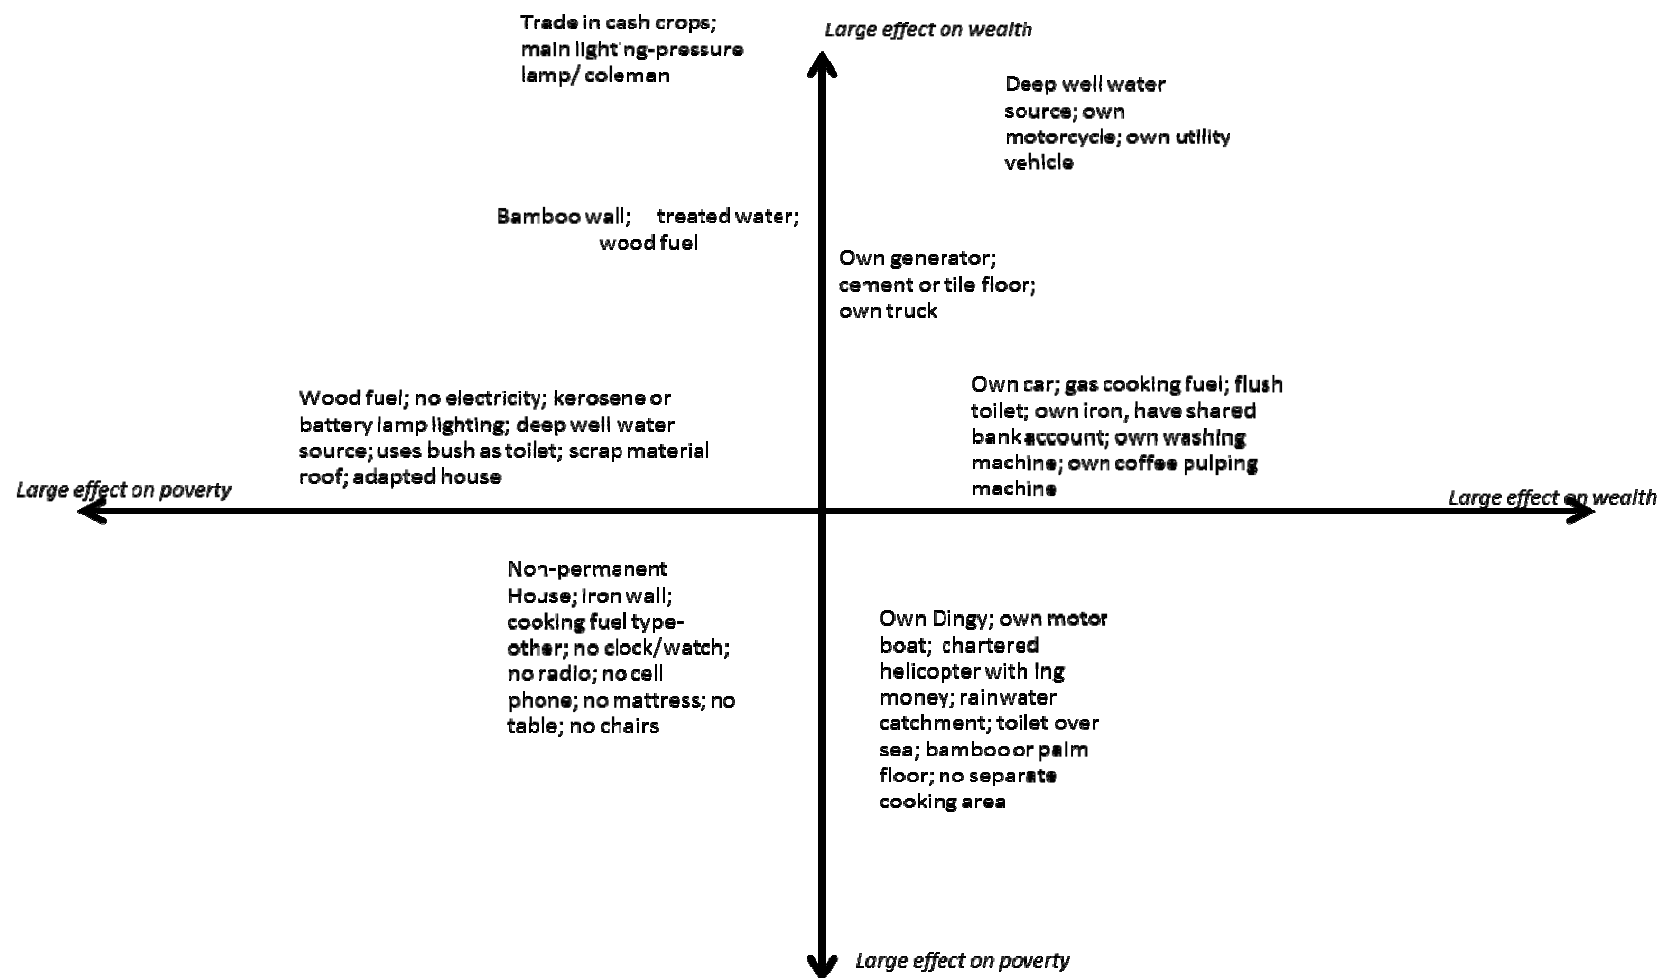 Trade in cash crops;
main lighting-pressure
lamp/ coleman
Large effect on wealth
Deep well water
source; own
motorcycle; own utility
vehicle
Bamboo wall; treated water;
wood fuel
Own generator;
cement or tile floor;
own truck
Wood fuel; no electricity; kerosene or
battery lamp lighting; deep well water
source; uses bush as toilet; scrap material
roof; adapted house
Own car; gas cooking fuel; flush
toilet; own iron, have shared
bank account; own washing
machine; own coffee pulping
machine
Large effect on poverty
Large effect on wealth
Non-permanent
House; iron wall;
cooking fuel type-
other; no clock/watch;
no radio; no cell
phone; no mattress; no
table; no chairs
Own Dingy; own motor
boat; chartered
helicopter with ing
money; rainwater
catchment; toilet over
sea; bamboo or palm
floor; no separate
cooking area
Large effect on poverty